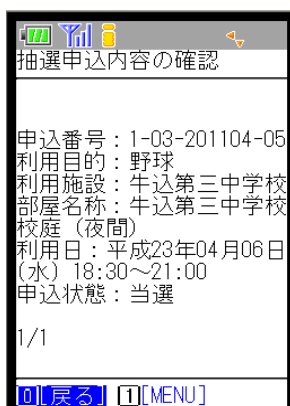 抽選申込内容の確認
申込番号：1-03-201104-05
利用目的：野球
利用施設：牛込第三中学校
部屋名称：牛込第三中学校
校庭（夜間）
利用日：平成23年04月06日
(水) 18:30～21:00
申込状態：当選
1/1
0[戻る] 1[MENU]